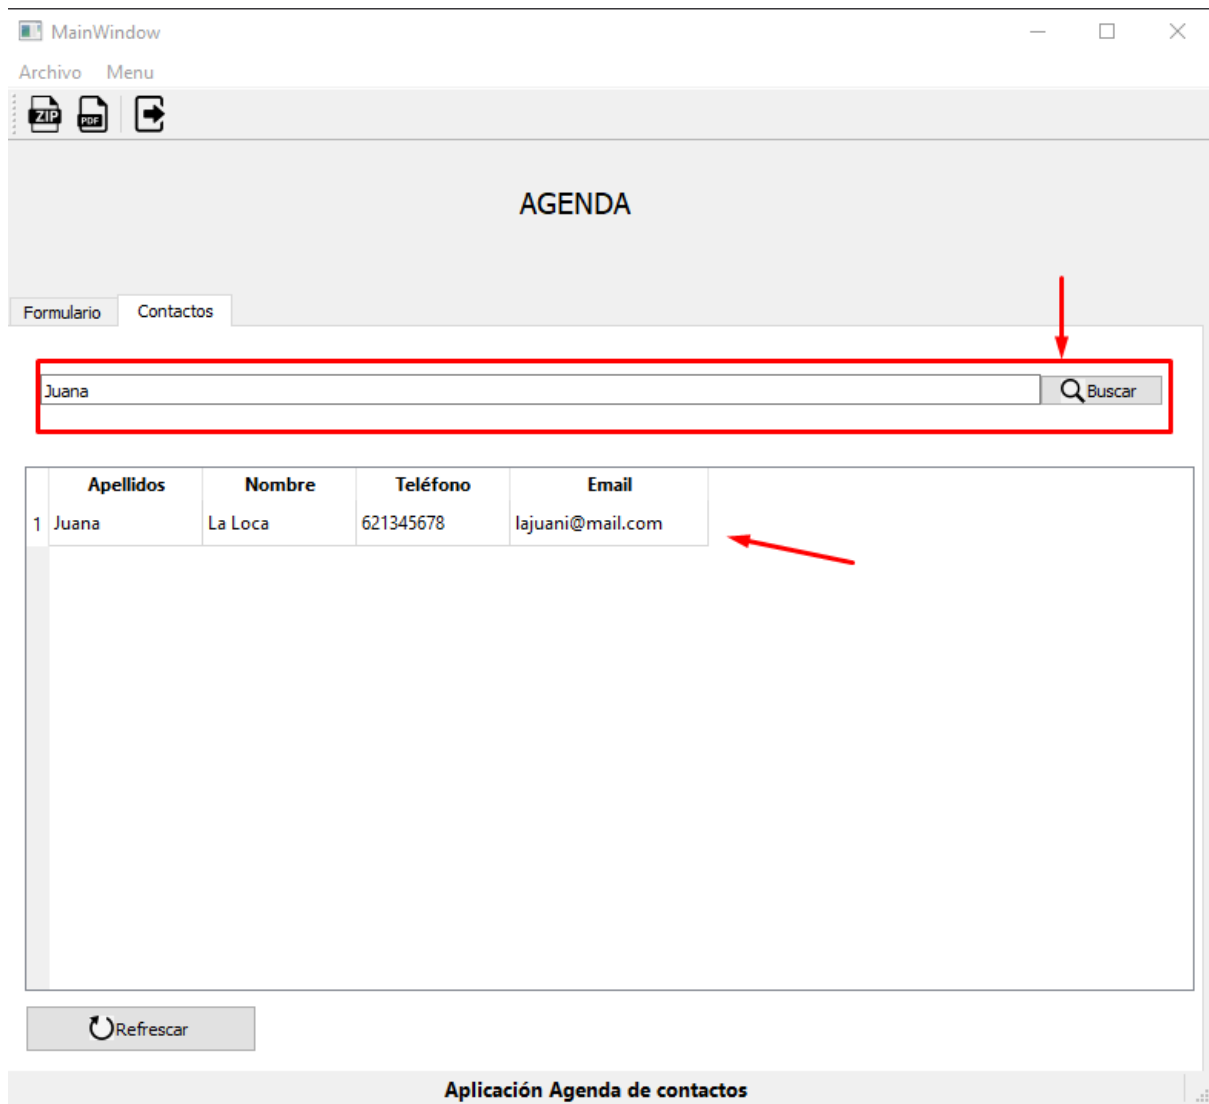 MainWindow
Archivo Menu
ZIP PDF
AGENDA
Formulario Contactos
Juana Buscar
Apellidos Nombre Teléfono Email
1 Juana La Loca 621345678 lajuani@mail.com
Refrescar
Aplicación Agenda de contactos